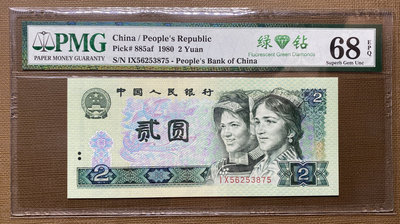 PMG
PAPER MONEY GUARANTY
China / People's Republic
Pick# 885af 1980 2 Yuan
S/N IX56253875 - People's Bank of China
绿 钻
Fluorescent Green Diamonds
68 EPQ
Superb Gem Unc
中国人民银行
贰圆
2
2
2
IX56253875